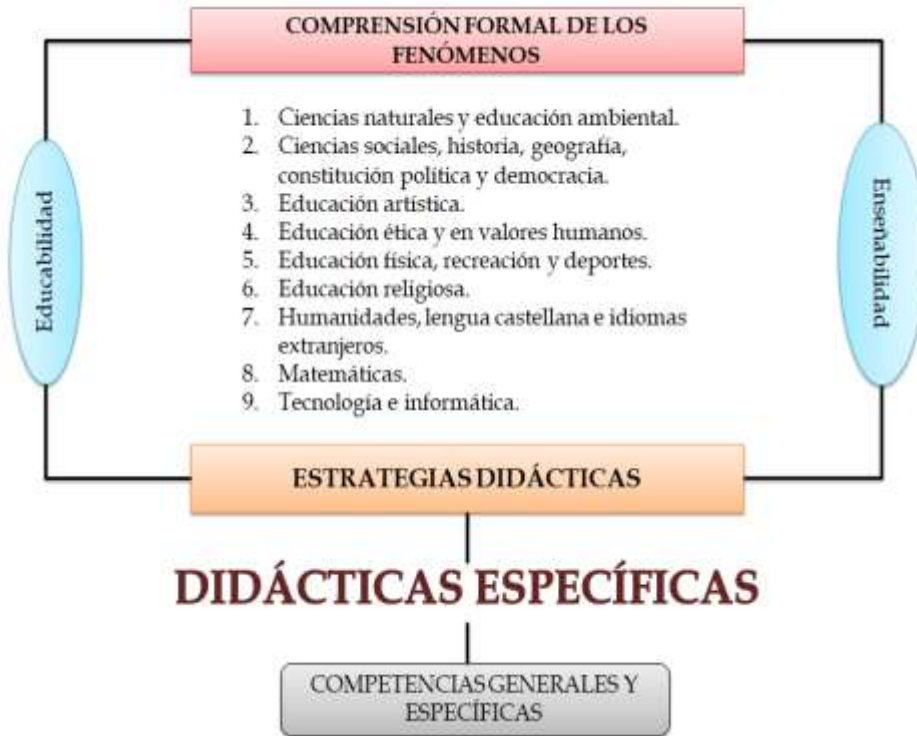 COMPRENSIÓN FORMAL DE LOS
FENÓMENOS
1. Ciencias naturales y educación ambiental.
2. Ciencias sociales, historia, geografía,
constitución política y democracia.
3. Educación artística.
4. Educación ética y en valores humanos.
5. Educación física, recreación y deportes.
6. Educación religiosa.
7. Humanidades, lengua castellana e idiomas
extranjeros.
8. Matemáticas.
9. Tecnología e informática.
Educabilidad
Enseñabilidad
ESTRATEGIAS DIDÁCTICAS
DIDÁCTICAS ESPECÍFICAS
COMPETENCIAS GENERALES Y
ESPECÍFICAS